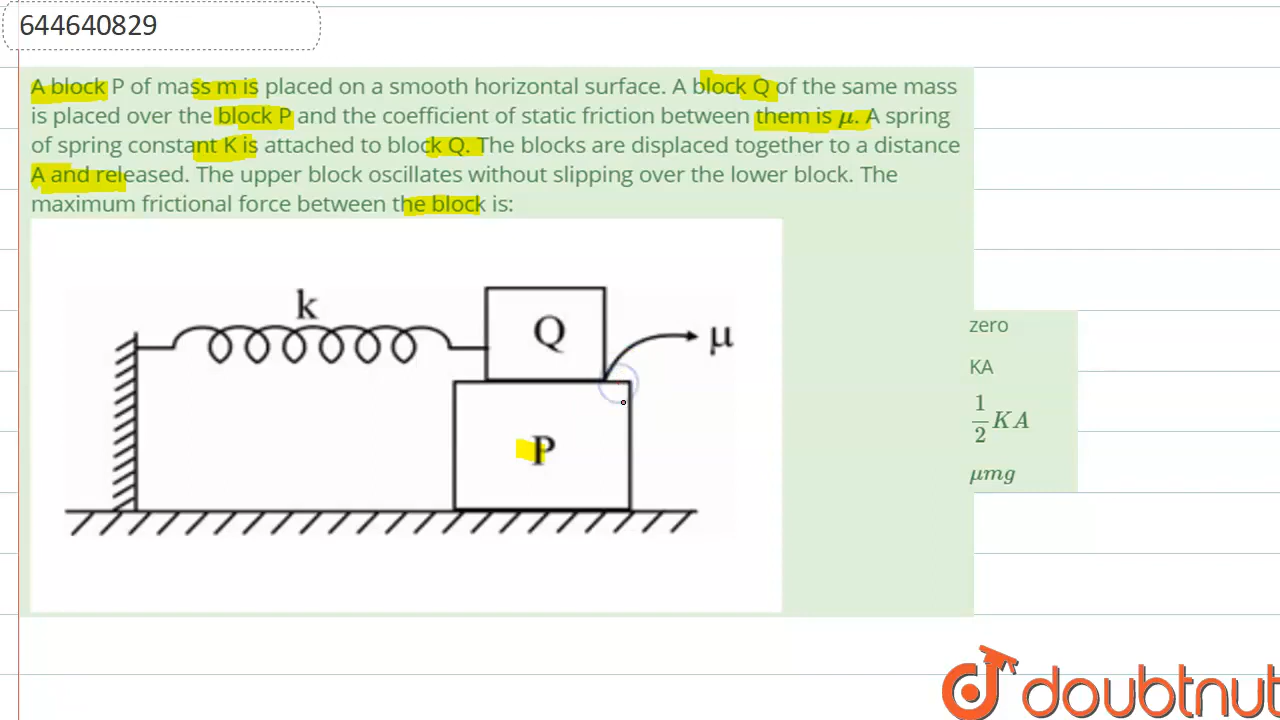 644640829
A block P of mass m is placed on a smooth horizontal surface. A block Q of the same mass
is placed over the block P and the coefficient of static friction between them is μ. A spring
of spring constant K is attached to block Q. The blocks are displaced together to a distance
A and released. The upper block oscillates without slipping over the lower block. The
maximum frictional force between the block is:
k
Q
μ
P
zero
KA
1/2 KA
μmg
doubtnut